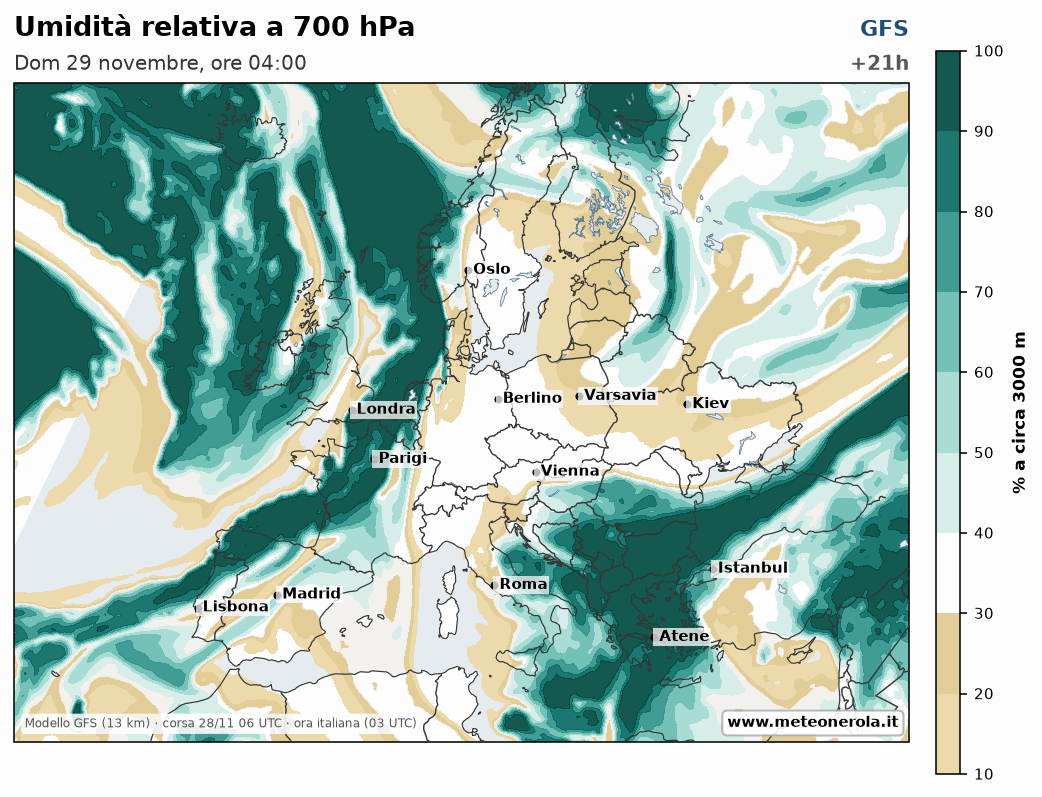 Umidità relativa a 700 hPa
GFS
Dom 29 novembre, ore 04:00
+21h
100
90
80
70
60
50
40
30
20
10
% a circa 3000 m
Oslo
Londra
Berlino
Varsavia
Kiev
Parigi
Vienna
Istanbul
Roma
Madrid
Lisbona
Atene
Modello GFS (13 km) · corsa 28/11 06 UTC · ora italiana (03 UTC)
www.meteonerola.it